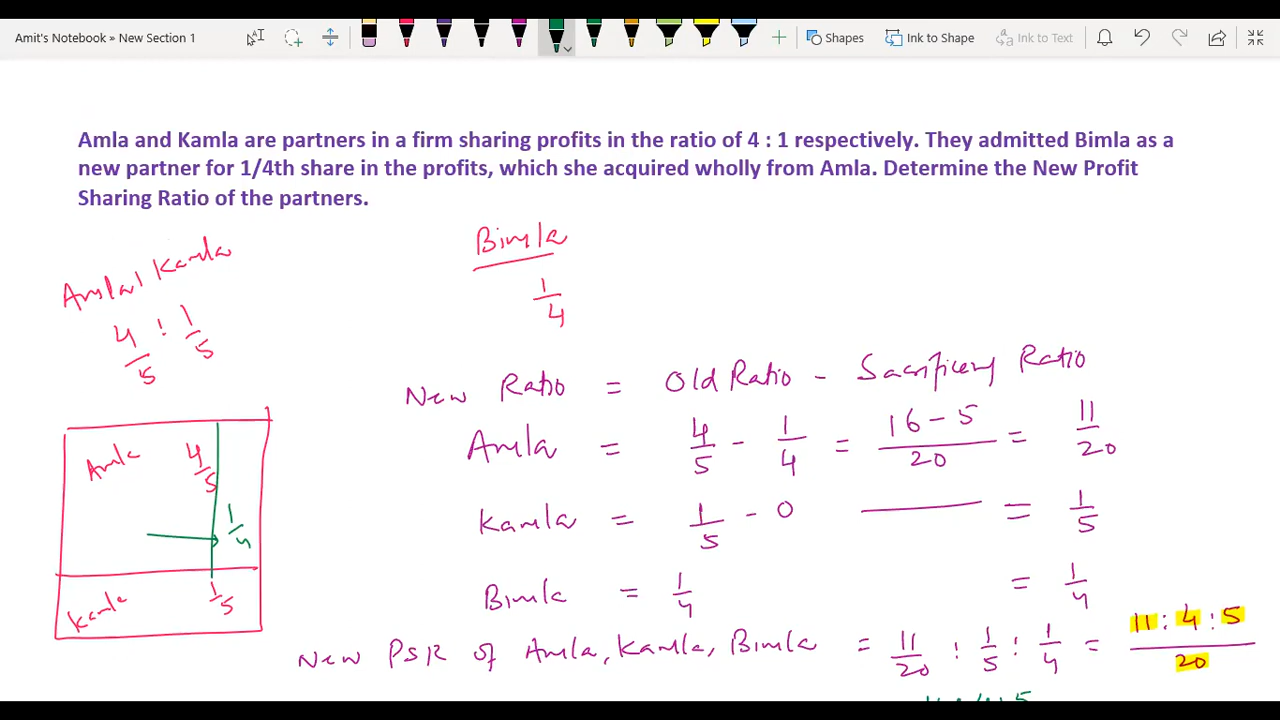 Amit's Notebook » New Section 1
Shapes
Ink to Shape
Ink to Text
Amla and Kamla are partners in a firm sharing profits in the ratio of 4 : 1 respectively. They admitted Bimla as a
new partner for 1/4th share in the profits, which she acquired wholly from Amla. Determine the New Profit
Sharing Ratio of the partners.
Amla Kamla
4/5 : 1/5
Bimla
1/4
Amla 4/5
1/4
Kamla 1/5
New Ratio = Old Ratio - Sacrificing Ratio
Amla = 4/5 - 1/4 = 16-5/20 = 11/20
Kamla = 1/5 - 0 = 1/5
Bimla = 1/4 = 1/4
New PSR of Amla, Kamla, Bimla = 11/20 : 1/5 : 1/4 = 11:4:5/20